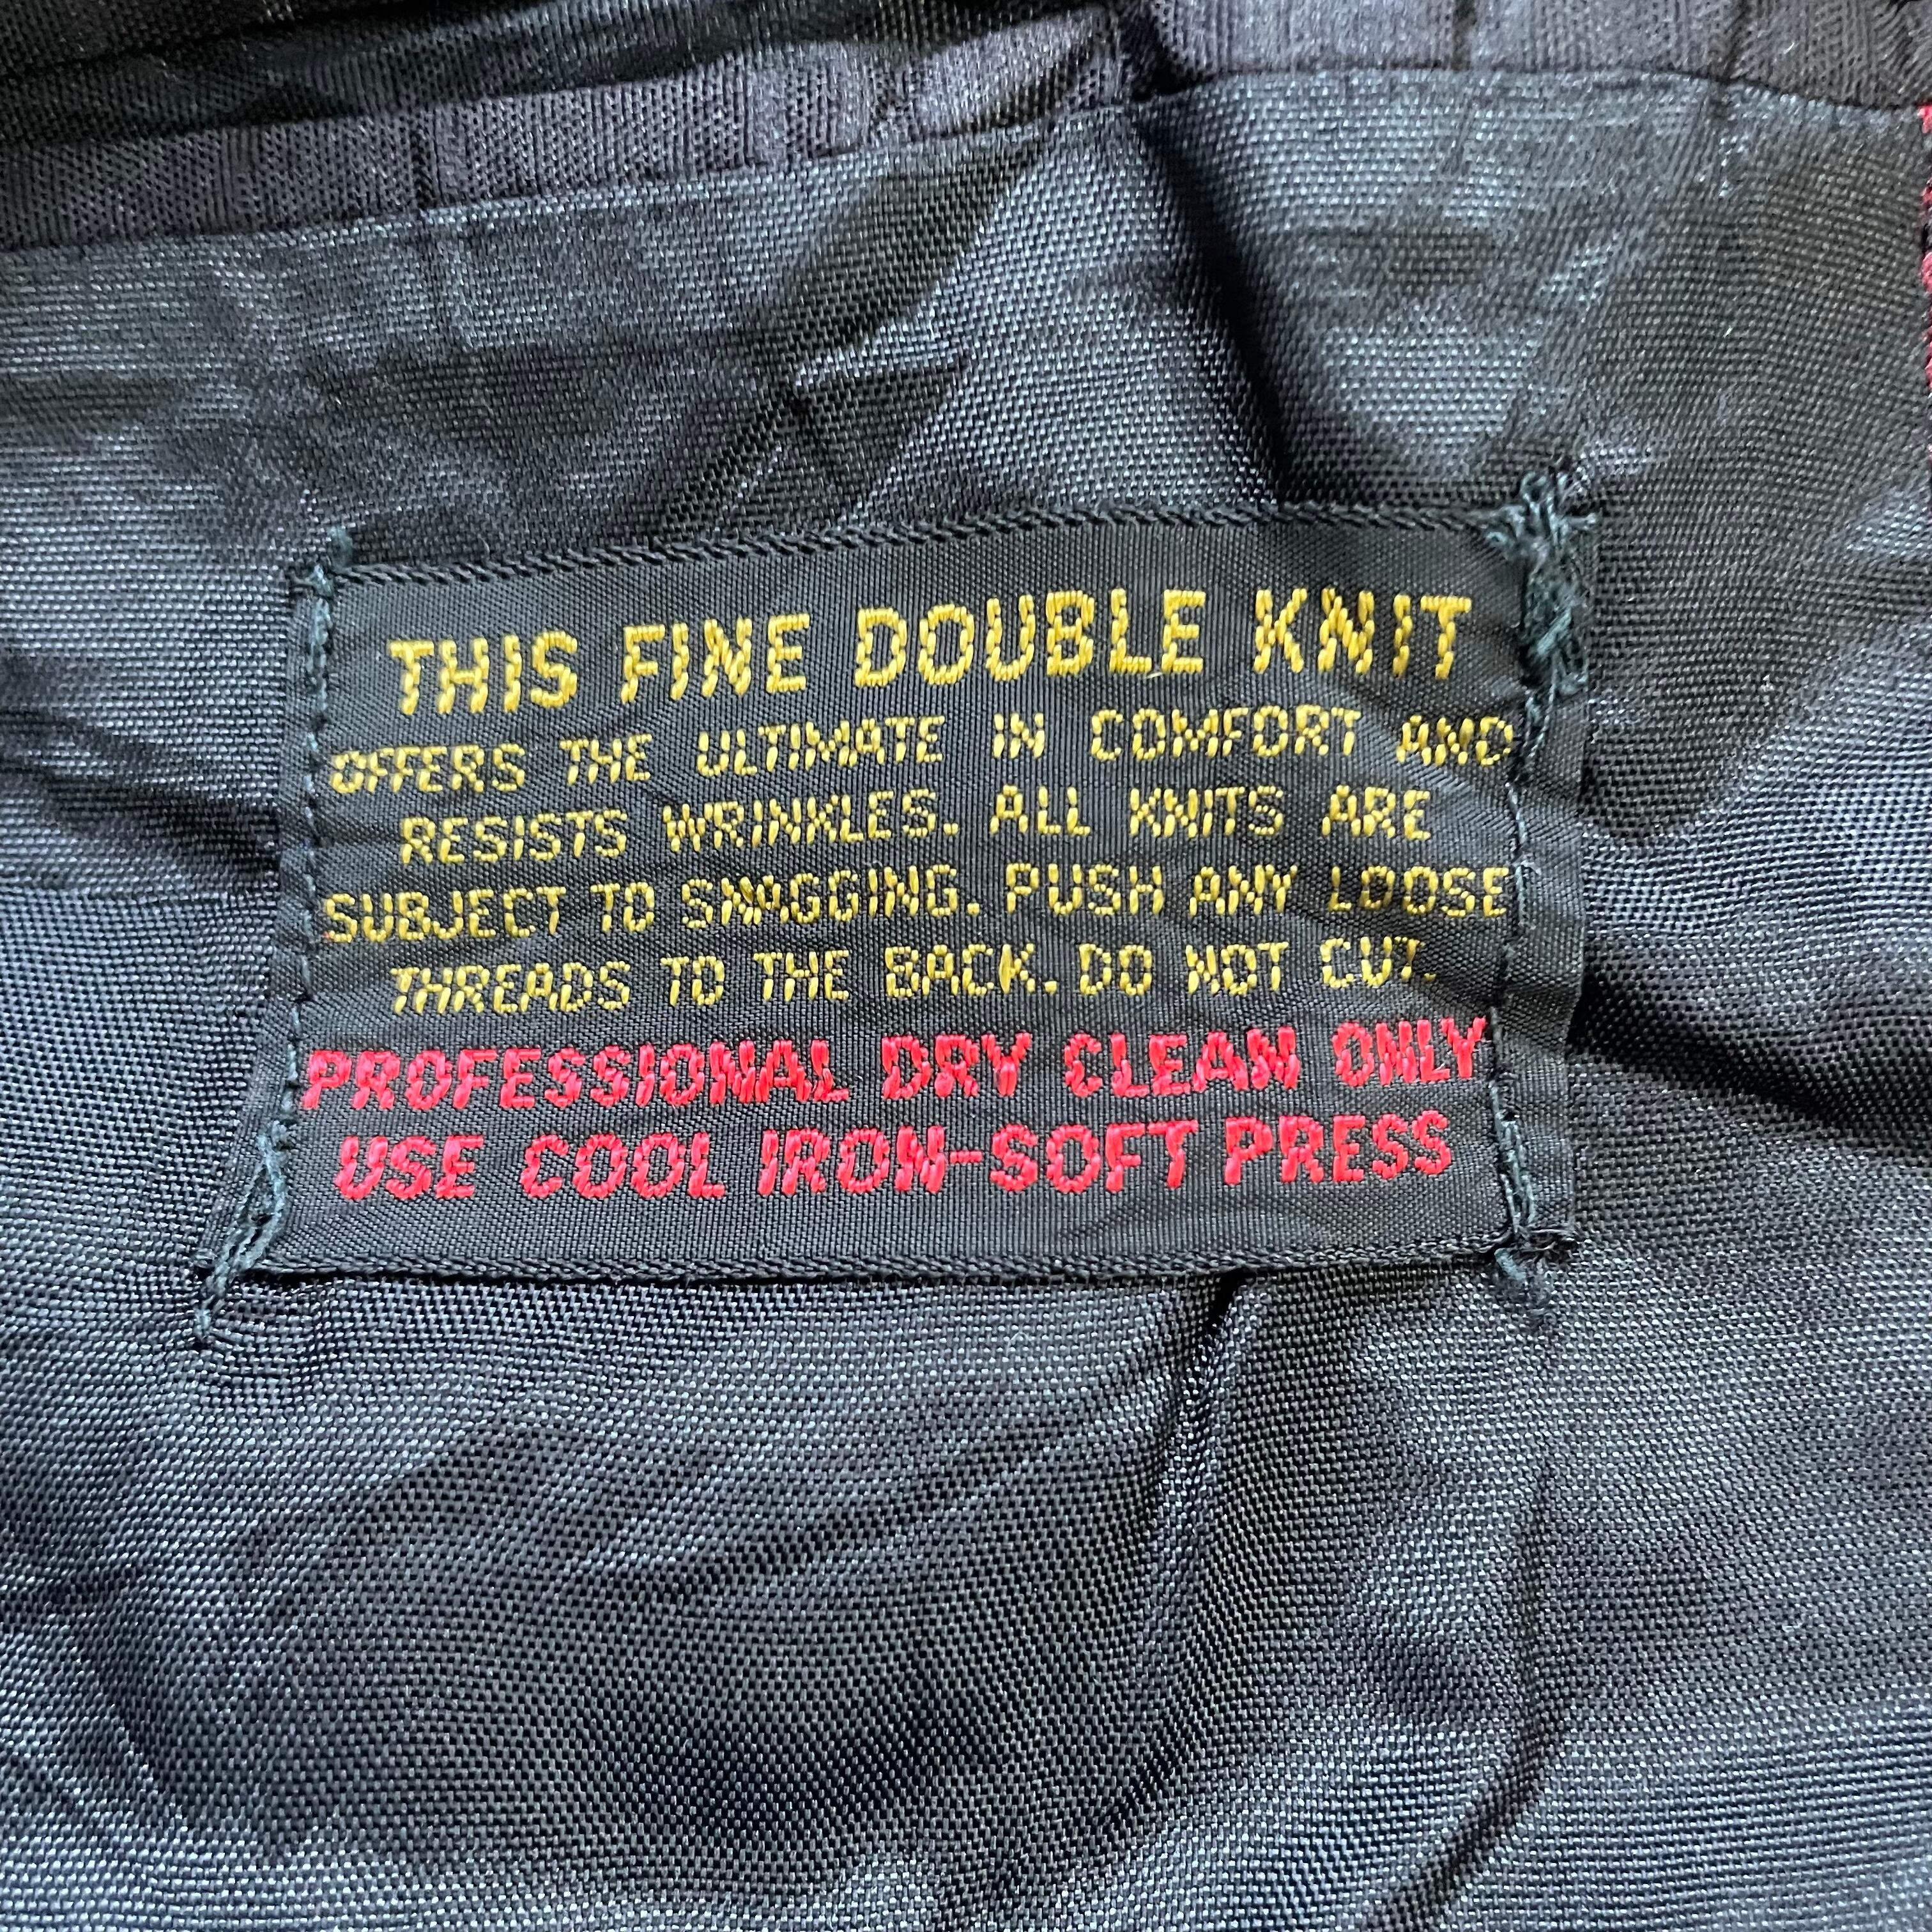 THIS FINE DOUBLE KNIT
OFFERS THE ULTIMATE IN COMFORT AND
RESISTS WRINKLES. ALL KNITS ARE
SUBJECT TO SNAGGING. PUSH ANY LOOSE
THREADS TO THE BACK. DO NOT CUT.
PROFESSIONAL DRY CLEAN ONLY
USE COOL IRON-SOFT PRESS